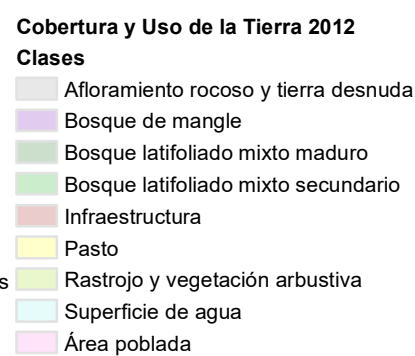 Cobertura y Uso de la Tierra 2012
Clases
Afloramiento rocoso y tierra desnuda
Bosque de mangle
Bosque latifoliado mixto maduro
Bosque latifoliado mixto secundario
Infraestructura
Pasto
s Rastrojo y vegetación arbustiva
Superficie de agua
Área poblada